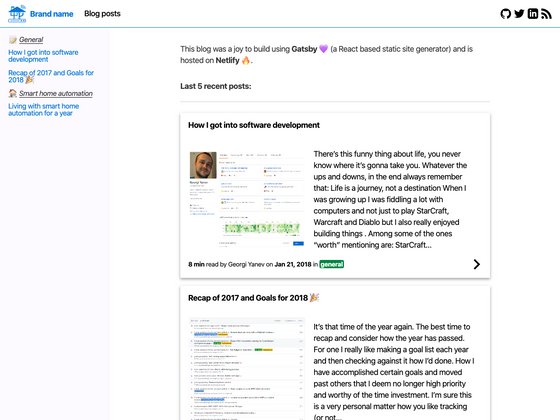 Brand name
Blog posts
General
How I got into software
development
Recap of 2017 and Goals for
2018 🎉
Smart home automation
Living with smart home
automation for a year
This blog was a joy to build using Gatsby 💜 (a React based static site generator) and is
hosted on Netlify 🔥.
Last 5 recent posts:
How I got into software development
There's this funny thing about life, you never
know where it's gonna take you. Whatever the
ups and downs, in the end always remember
that: Life is a journey, not a destination When I
was growing up I was fiddling a lot with
computers and not just to play StarCraft,
Warcraft and Diablo but I also really enjoyed
building things . Among some of the ones
“worth” mentioning are: StarCraft...
8 min read by Georgi Yanev on Jan 21, 2018 in general
Recap of 2017 and Goals for 2018 🎉
It's that time of the year again. The best time to
recap and consider how the year has passed.
For one I really like making a goal list each year
and then checking against it how I'd done. How I
have accomplished certain goals and moved
past others that I deem no longer high priority
and worthy of the time investment. I'm sure this
is a very personal matter how you like tracking
(or not...